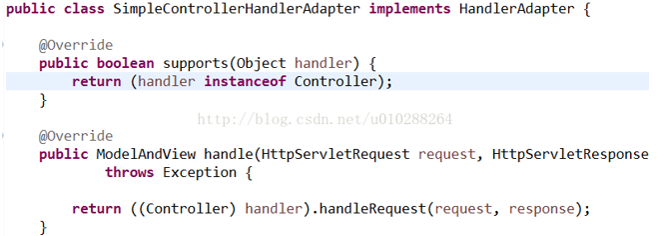 public class SimpleControllerHandlerAdapter implements HandlerAdapter {
@Override
public boolean supports(Object handler) {
return (handler instanceof Controller);
}
http://blog.csdn.net/u010288264
@Override
public ModelAndView handle(HttpServletRequest request, HttpServletResponse
throws Exception {
return ((Controller) handler).handleRequest(request, response);
}